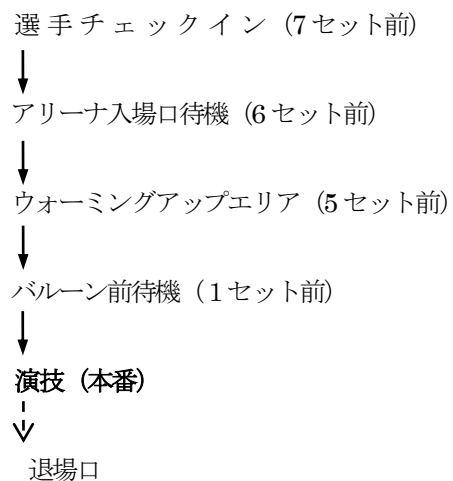 選手チェックイン（7セット前）
アリーナ入場口待機（6セット前）
ウォーミングアップエリア（5セット前）
バルーン前待機（1セット前）
演技（本番）
退場口